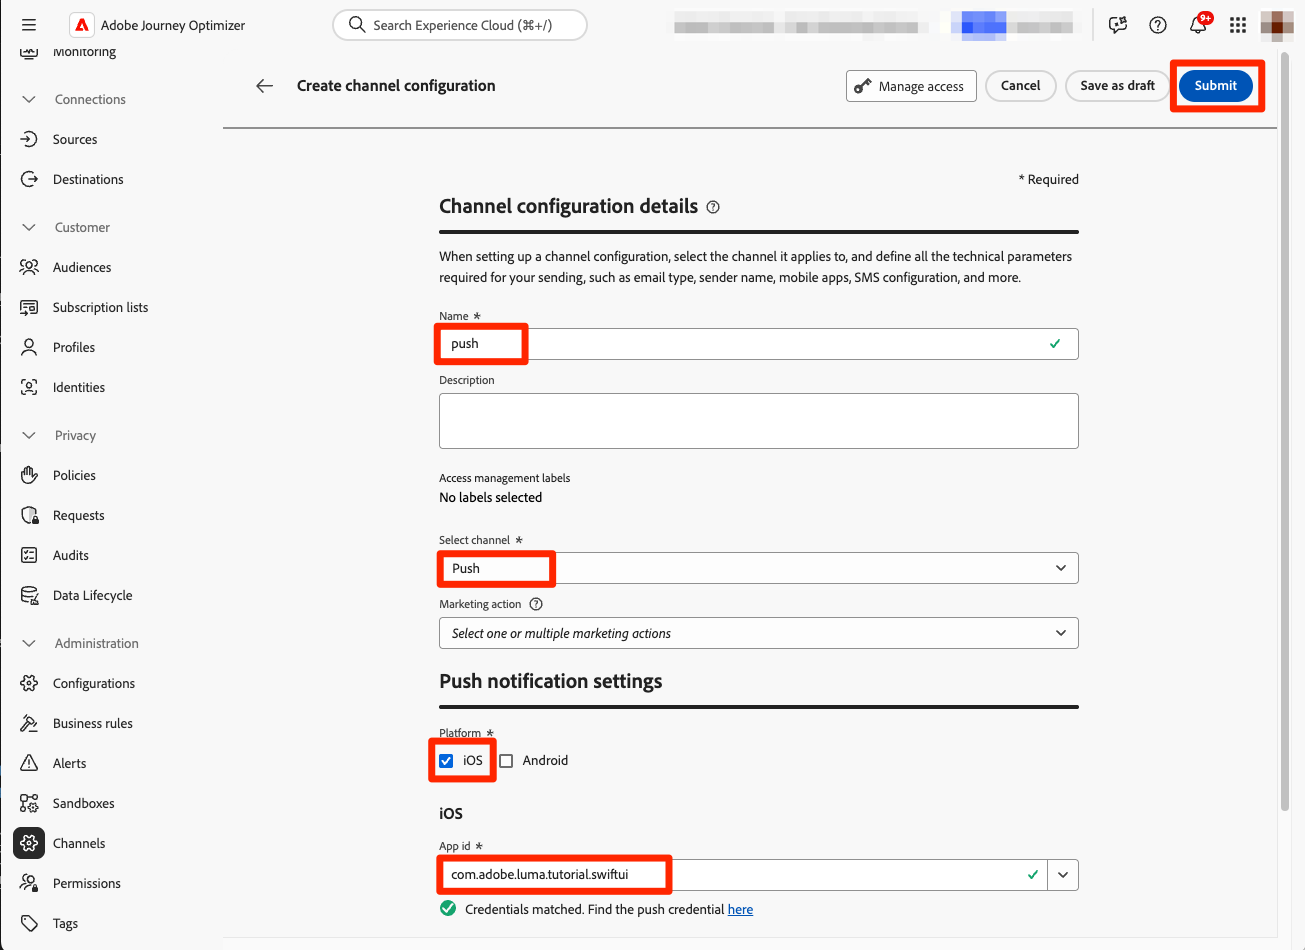 Adobe Journey Optimizer
Search Experience Cloud (⌘+/)
9+
Monitoring
Connections
Sources
Destinations
Customer
Audiences
Subscription lists
Profiles
Identities
Privacy
Policies
Requests
Audits
Data Lifecycle
Administration
Configurations
Business rules
Alerts
Sandboxes
Channels
Permissions
Tags
Create channel configuration
Manage access
Cancel
Save as draft
Submit
* Required
Channel configuration details
When setting up a channel configuration, select the channel it applies to, and define all the technical parameters
required for your sending, such as email type, sender name, mobile apps, SMS configuration, and more.
Name *
push
Description
Access management labels
No labels selected
Select channel *
Push
Marketing action
Select one or multiple marketing actions
Push notification settings
Platform *
iOS Android
iOS
App id *
com.adobe.luma.tutorial.swiftui
Credentials matched. Find the push credential here